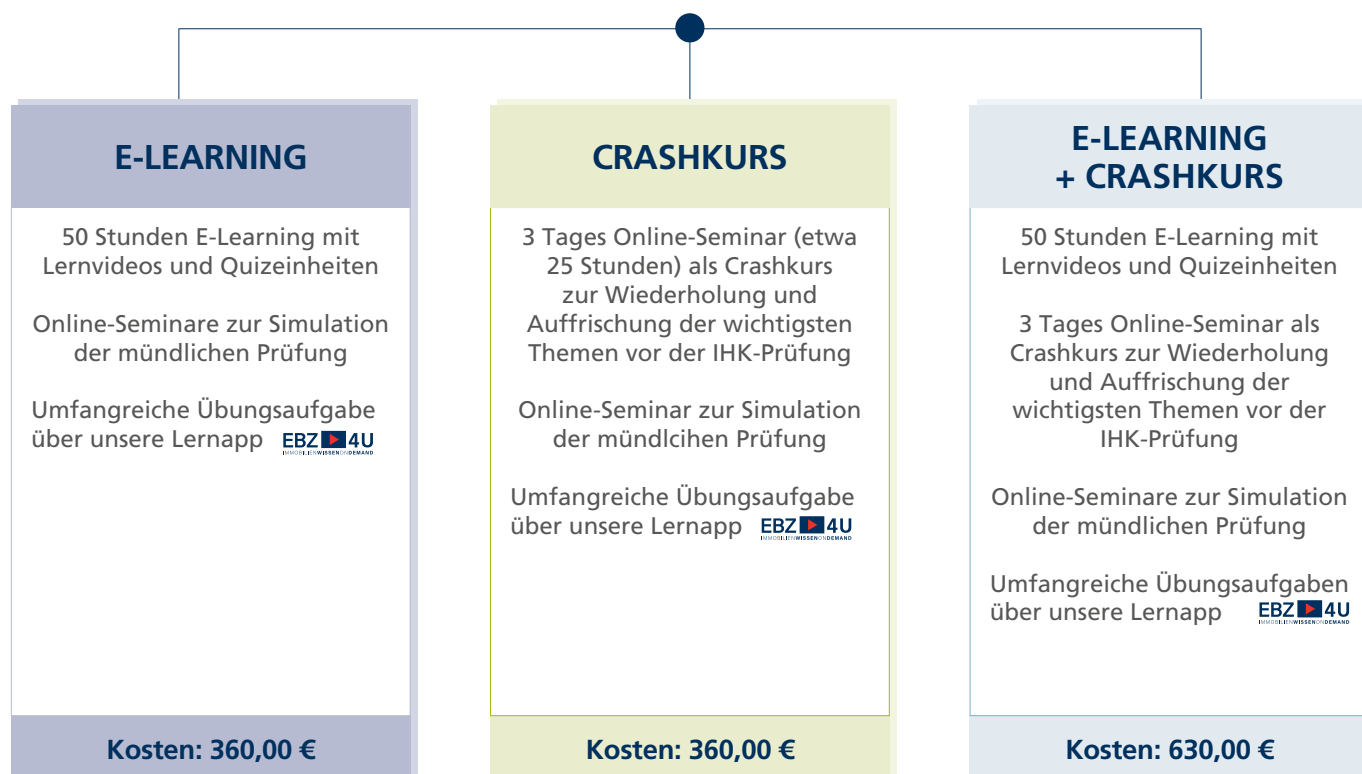 E-LEARNING
50 Stunden E-Learning mit
Lernvideos und Quizeinheiten
Online-Seminare zur Simulation
der mündlichen Prüfung
Umfangreiche Übungsaufgabe
über unsere Lernapp EBZ 4U
IMMOBILIENWISSENONDEMAND
Kosten: 360,00 €
CRASHKURS
3 Tages Online-Seminar (etwa
25 Stunden) als Crashkurs
zur Wiederholung und
Auffrischung der wichtigsten
Themen vor der IHK-Prüfung
Online-Seminar zur Simulation
der mündlcihen Prüfung
Umfangreiche Übungsaufgabe
über unsere Lernapp EBZ 4U
IMMOBILIENWISSENONDEMAND
Kosten: 360,00 €
E-LEARNING
+ CRASHKURS
50 Stunden E-Learning mit
Lernvideos und Quizeinheiten
3 Tages Online-Seminar als
Crashkurs zur Wiederholung
und Auffrischung der
wichtigsten Themen vor der
IHK-Prüfung
Online-Seminare zur Simulation
der mündlichen Prüfung
Umfangreiche Übungsaufgaben
über unsere Lernapp EBZ 4U
IMMOBILIENWISSENONDEMAND
Kosten: 630,00 €